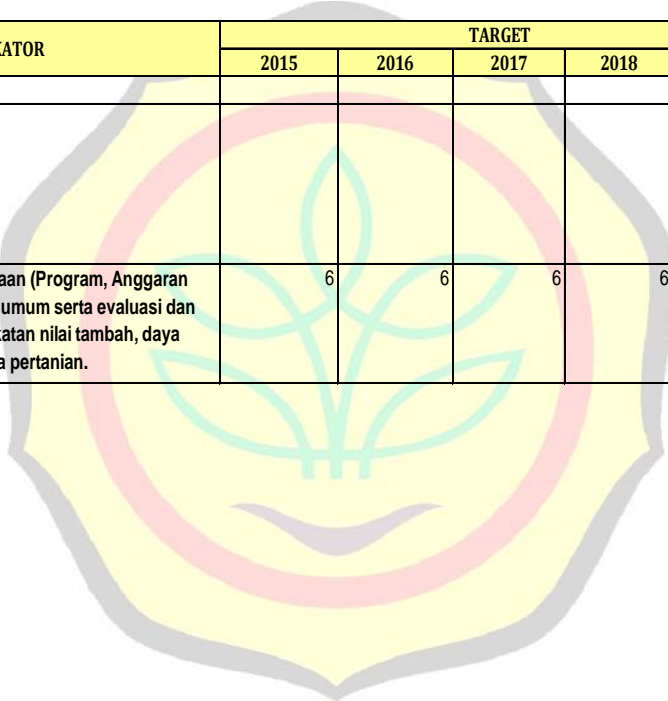 KATOR
TARGET
2015 2016 2017 2018
aan (Program, Anggaran 6 6 6 6
umum serta evaluasi dan
katan nilai tambah, daya
a pertanian.